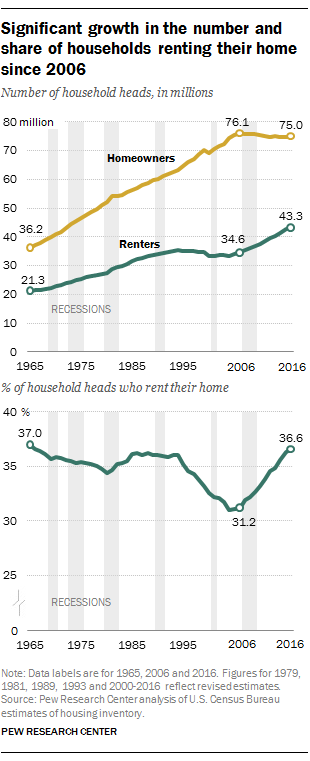 Significant growth in the number and
share of households renting their home
since 2006
Number of household heads, in millions
80 million
76.1
75.0
70
Homeowners
60
50
43.3
40
36.2
Renters
34.6
30
21.3
20
RECESSIONS
10
0
1965 1975 1985 1995 2006 2016
% of household heads who rent their home
40 %
37.0
36.6
35
31.2
30
25
RECESSIONS
0
1965 1975 1985 1995 2006 2016
Note: Data labels are for 1965, 2006 and 2016. Figures for 1979,
1981, 1989, 1993 and 2000-2016 reflect revised estimates.
Source: Pew Research Center analysis of U.S. Census Bureau
estimates of housing inventory.
PEW RESEARCH CENTER